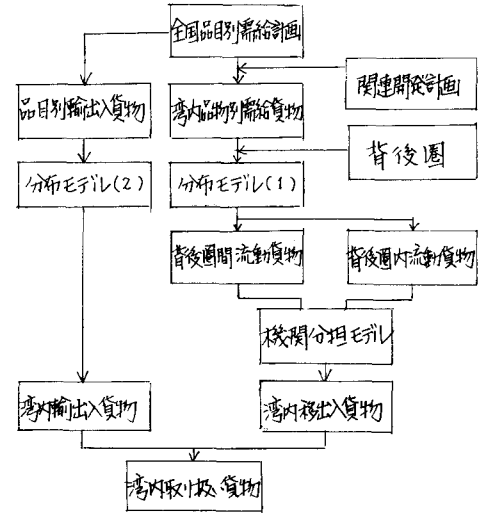 全国品目別需給計画
関連開発計画
品目別輸出入貨物
湾内品物別需給貨物
背後圏
分布モデル(2)
分布モデル(1)
背後圏間流動貨物
背後圏内流動貨物
機関分担モデル
湾内輸出入貨物
湾内移出入貨物
湾内取り扱い貨物